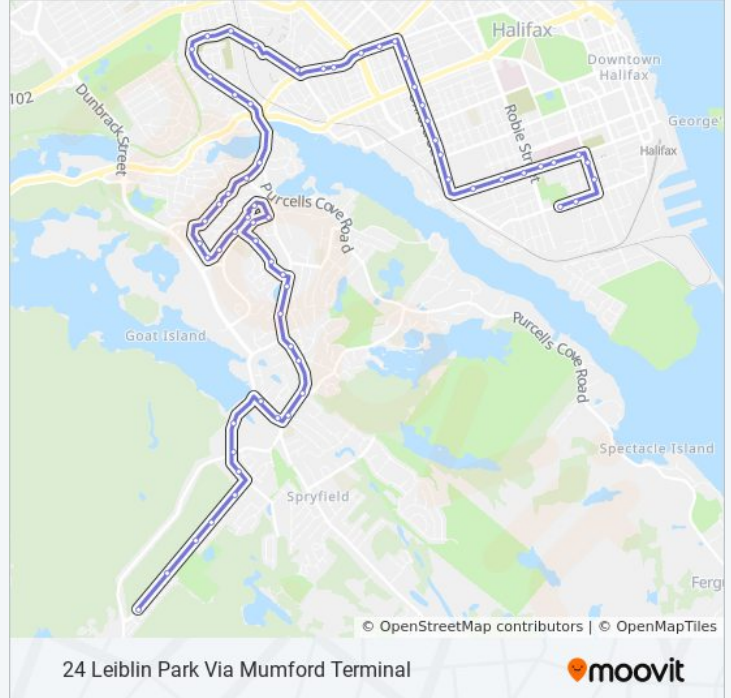 Halifax
Downtown
Halifax
102
Dunbrack Street
Robie Street
George'
Halifax
Purcells Cove Road
Goat Island
Purcells Cove Road
Spectacle Island
Spryfield
Fergu
© OpenStreetMap contributors | © OpenMapTiles
24 Leiblin Park Via Mumford Terminal
moovit